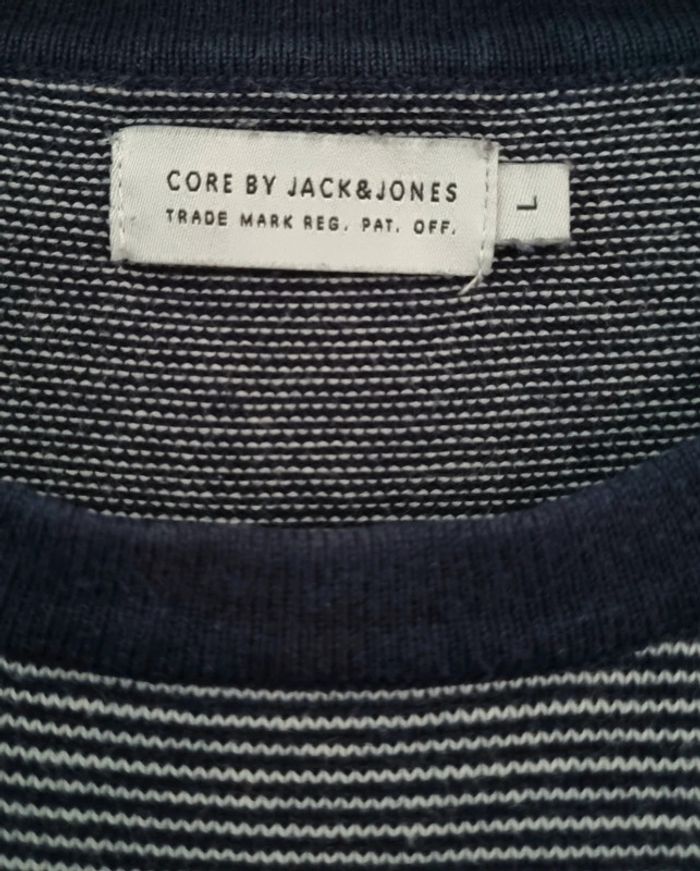 CORE BY JACK&JONES
TRADE MARK REG. PAT. OFF.
L